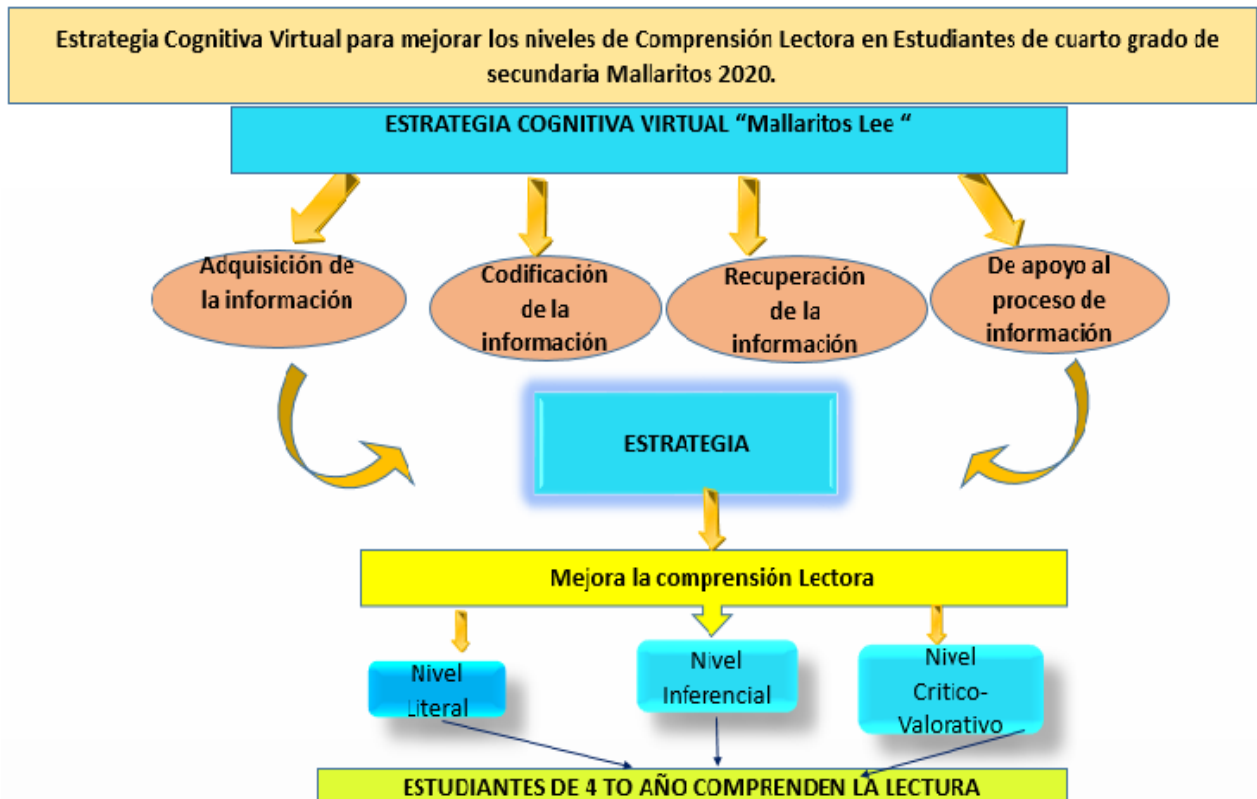 Estrategia Cognitiva Virtual para mejorar los niveles de Comprensión Lectora en Estudiantes de cuarto grado de
secundaria Mallaritos 2020.
ESTRATEGIA COGNITIVA VIRTUAL “Mallaritos Lee “
Adquisición de
la información
Codificación
de la
información
Recuperación
de la
información
De apoyo al
proceso de
información
ESTRATEGIA
Mejora la comprensión Lectora
Nivel
Literal
Nivel
Inferencial
Nivel
Critico-
Valorativo
ESTUDIANTES DE 4 TO AÑO COMPRENDEN LA LECTURA